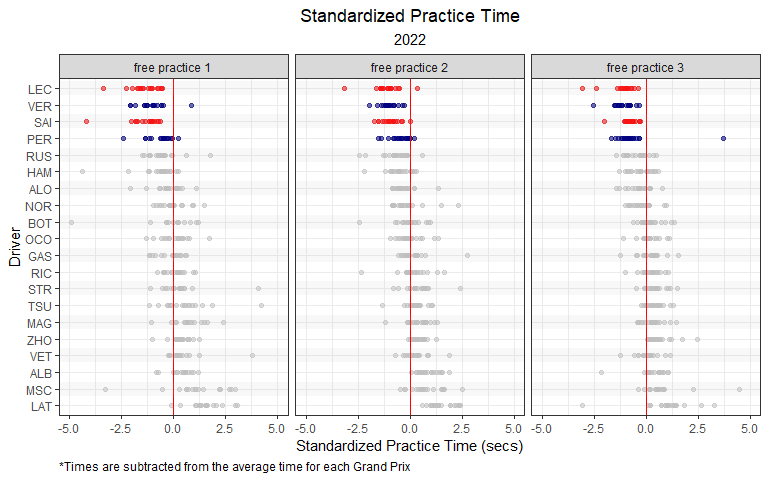 Standardized Practice Time
2022
free practice 1 free practice 2 free practice 3
Driver
LEC
VER
SAI
PER
RUS
HAM
ALO
NOR
BOT
OCO
GAS
RIC
STR
TSU
MAG
ZHO
VET
ALB
MSC
LAT
-5.0 -2.5 0.0 2.5 5.0 -5.0 -2.5 0.0 2.5 5.0 -5.0 -2.5 0.0 2.5 5.0
Standardized Practice Time (secs)
*Times are subtracted from the average time for each Grand Prix